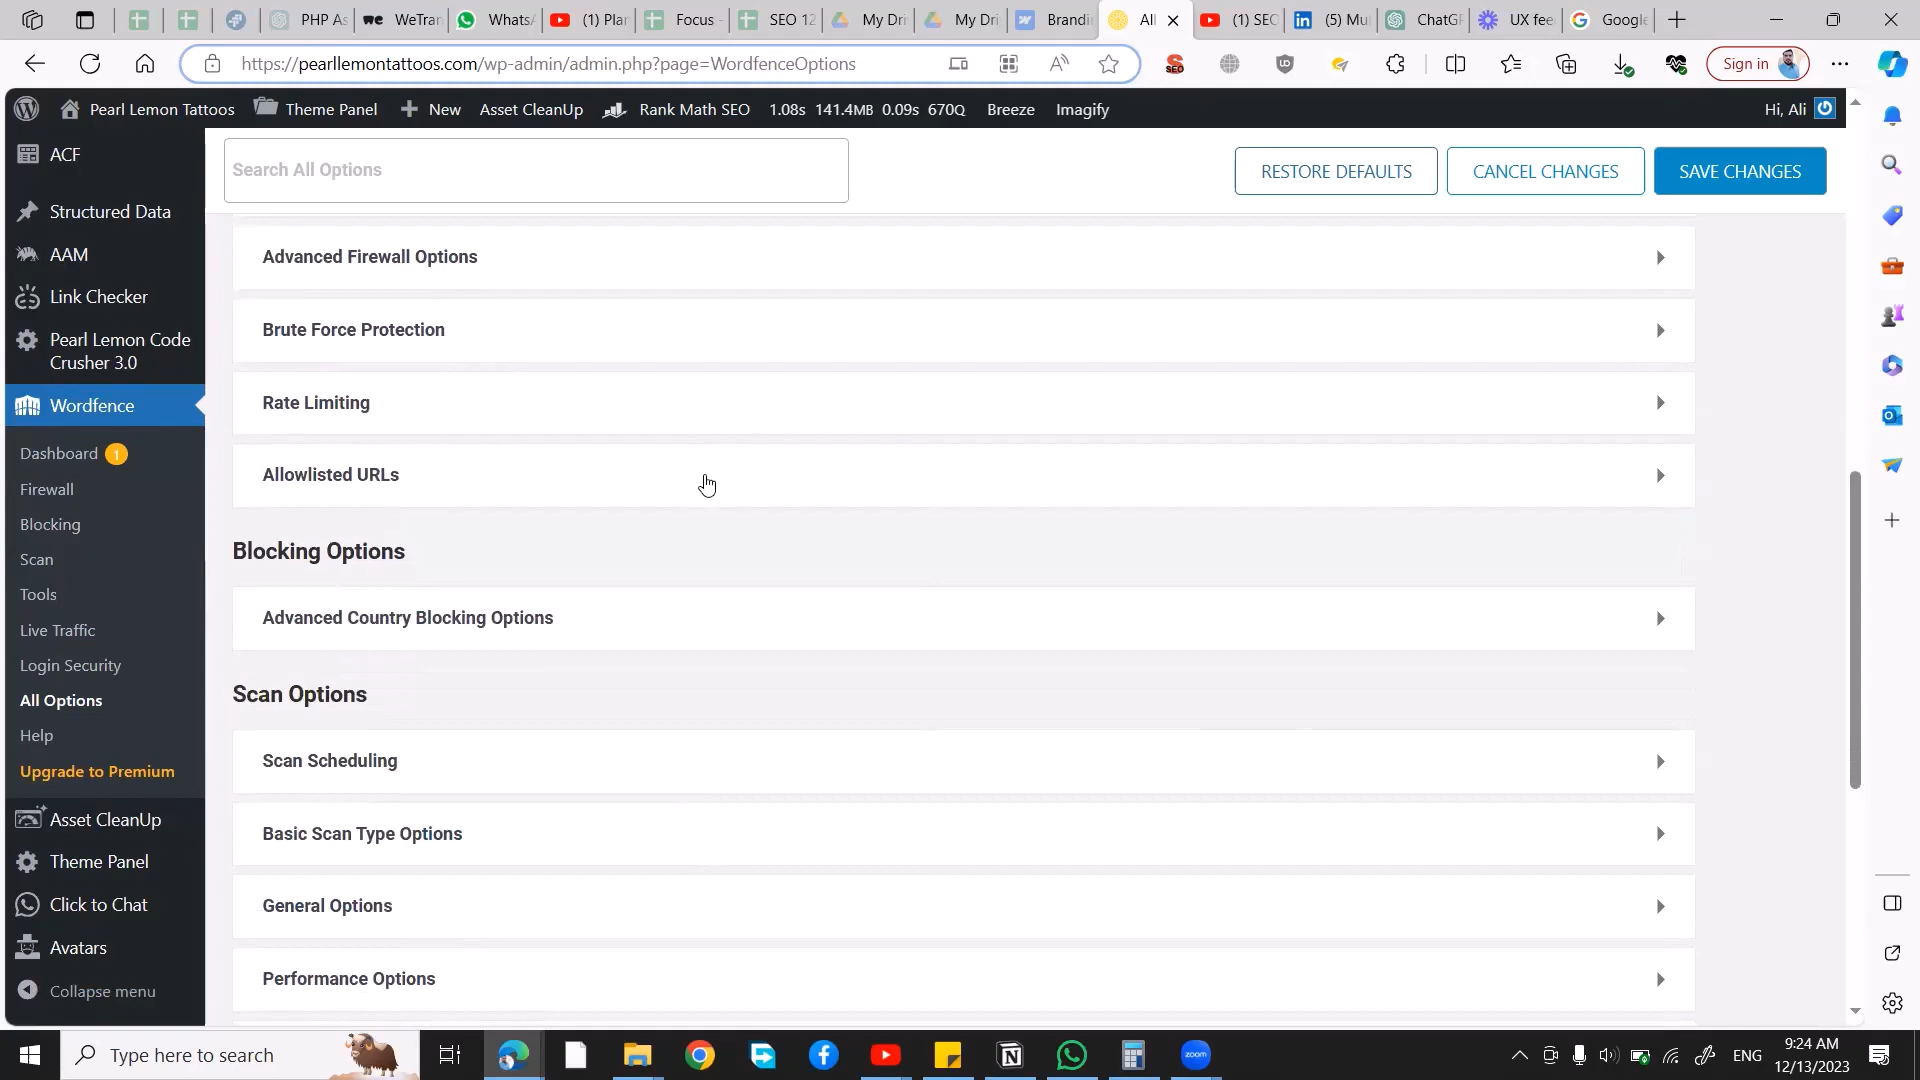 PHP As
WeTran
WhatsA
(1) Plan
Focus -
SEO 12
My Dri
My Dri
Brandi
All
(1) SEO
(5) Mu
ChatGP
UX fee
Google
https://pearllemontattoos.com/wp-admin/admin.php?page=WordfenceOptions
SEO
Sign in
Pearl Lemon Tattoos
Theme Panel
New
Asset CleanUp
Rank Math SEO
1.08s 141.4MB 0.09s 670Q
Breeze
Imagify
Hi, Ali
ACF
Structured Data
AAM
Link Checker
Pearl Lemon Code
Crusher 3.0
Wordfence
Dashboard 1
Firewall
Blocking
Scan
Tools
Live Traffic
Login Security
All Options
Help
Upgrade to Premium
Asset CleanUp
Theme Panel
Click to Chat
Avatars
Collapse menu
Search All Options
RESTORE DEFAULTS
CANCEL CHANGES
SAVE CHANGES
Advanced Firewall Options
Brute Force Protection
Rate Limiting
Allowlisted URLs
Blocking Options
Advanced Country Blocking Options
Scan Options
Scan Scheduling
Basic Scan Type Options
General Options
Performance Options
Type here to search
zoom
ENG
9:24 AM
12/13/2023